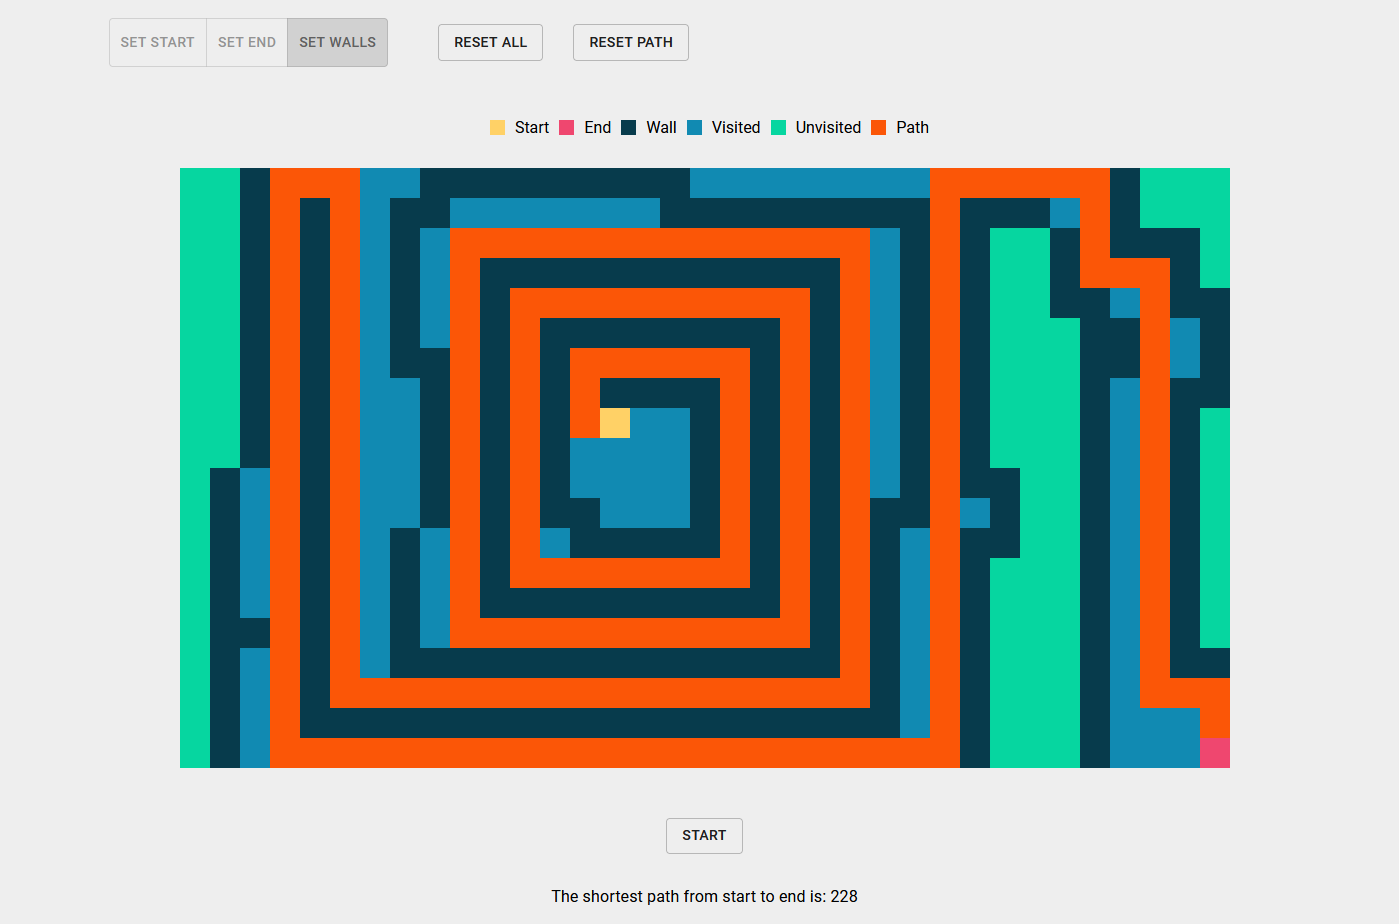 SET START SET END SET WALLS RESET ALL RESET PATH
Start End Wall Visited Unvisited Path
START
The shortest path from start to end is: 228